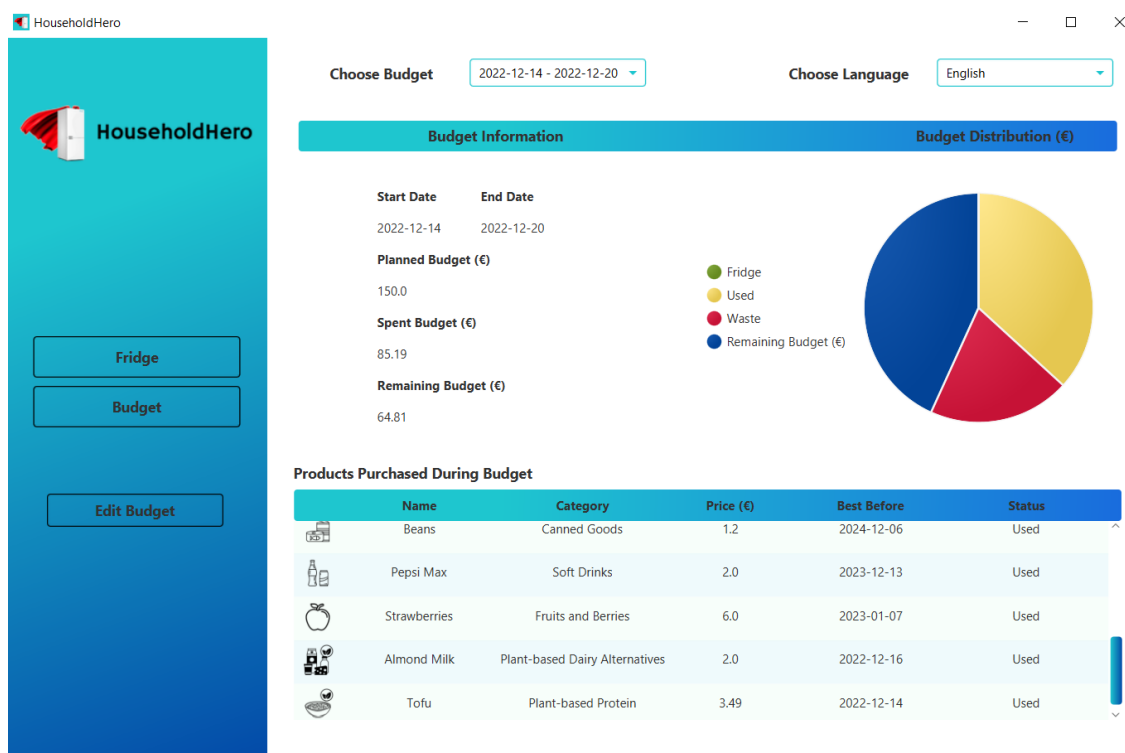 HouseholdHero
Choose Budget 2022-12-14 - 2022-12-20 Choose Language English
HouseholdHero
Budget Information Budget Distribution (€)
Start Date End Date
2022-12-14 2022-12-20
Planned Budget (€)
150.0
Spent Budget (€)
85.19
Remaining Budget (€)
64.81
Fridge
Used
Waste
Remaining Budget (€)
Fridge
Budget
Edit Budget
Products Purchased During Budget
Name Category Price (€) Best Before Status
Beans Canned Goods 1.2 2024-12-06 Used
Pepsi Max Soft Drinks 2.0 2023-12-13 Used
Strawberries Fruits and Berries 6.0 2023-01-07 Used
Almond Milk Plant-based Dairy Alternatives 2.0 2022-12-16 Used
Tofu Plant-based Protein 3.49 2022-12-14 Used